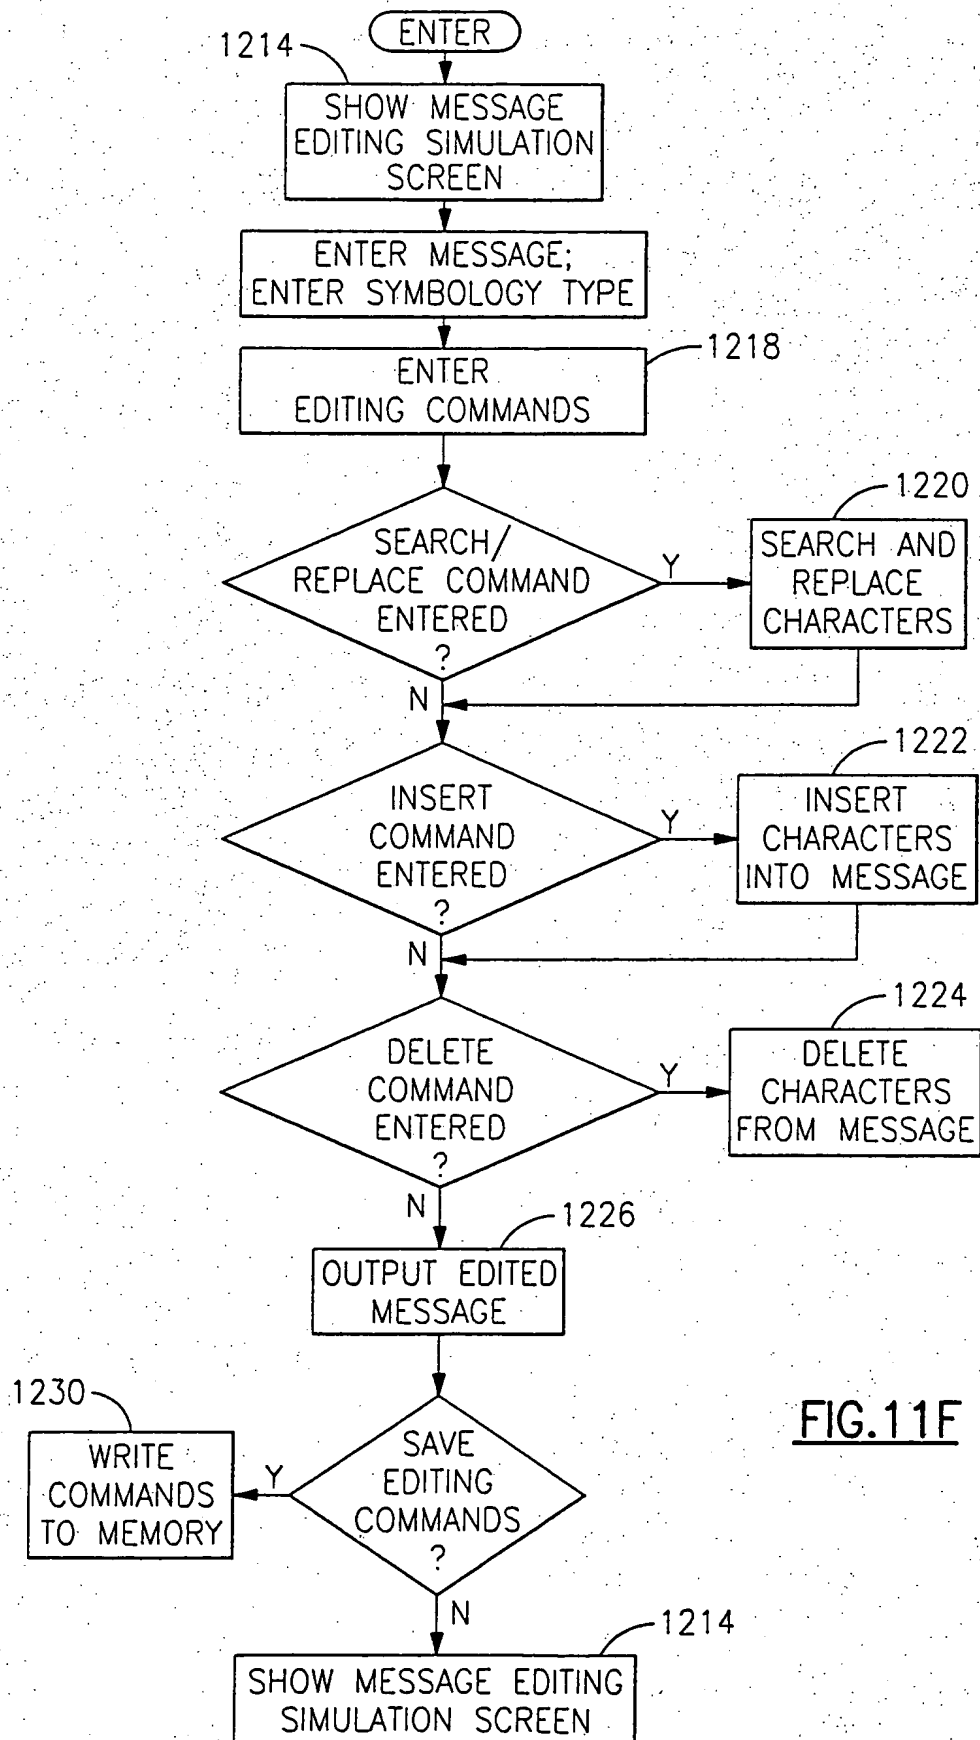 ENTER
1214
SHOW MESSAGE
EDITING SIMULATION
SCREEN
ENTER MESSAGE;
ENTER SYMBOLOGY TYPE
1218
ENTER
EDITING COMMANDS
SEARCH/
REPLACE COMMAND
ENTERED
?
Y
1220
SEARCH AND
REPLACE
CHARACTERS
N
INSERT
COMMAND
ENTERED
?
Y
1222
INSERT
CHARACTERS
INTO MESSAGE
N
DELETE
COMMAND
ENTERED
?
Y
1224
DELETE
CHARACTERS
FROM MESSAGE
N
1226
OUTPUT EDITED
MESSAGE
SAVE
EDITING
COMMANDS
?
Y
1230
WRITE
COMMANDS
TO MEMORY
N
1214
SHOW MESSAGE EDITING
SIMULATION SCREEN
FIG.11F